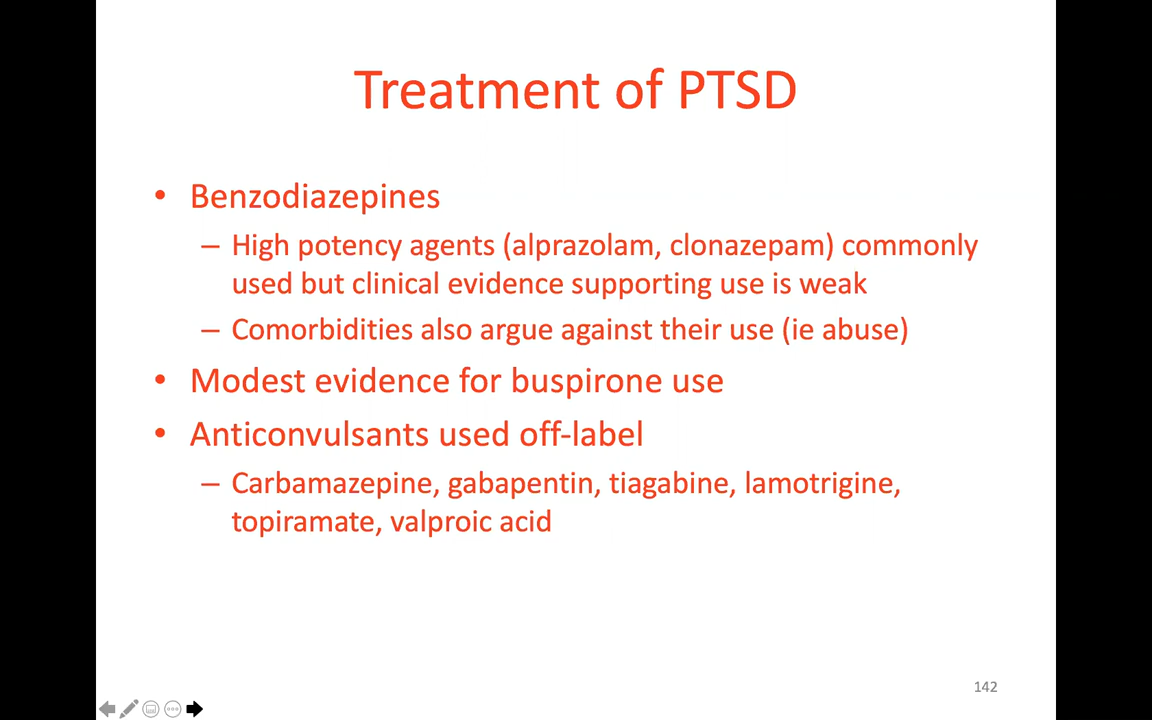 Treatment of PTSD
• Benzodiazepines
– High potency agents (alprazolam, clonazepam) commonly
used but clinical evidence supporting use is weak
– Comorbidities also argue against their use (ie abuse)
• Modest evidence for buspirone use
• Anticonvulsants used off-label
– Carbamazepine, gabapentin, tiagabine, lamotrigine,
topiramate, valproic acid
142